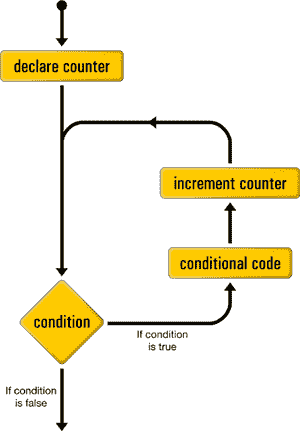 declare counter
increment counter
conditional code
condition
If condition
is true
If condition
is false